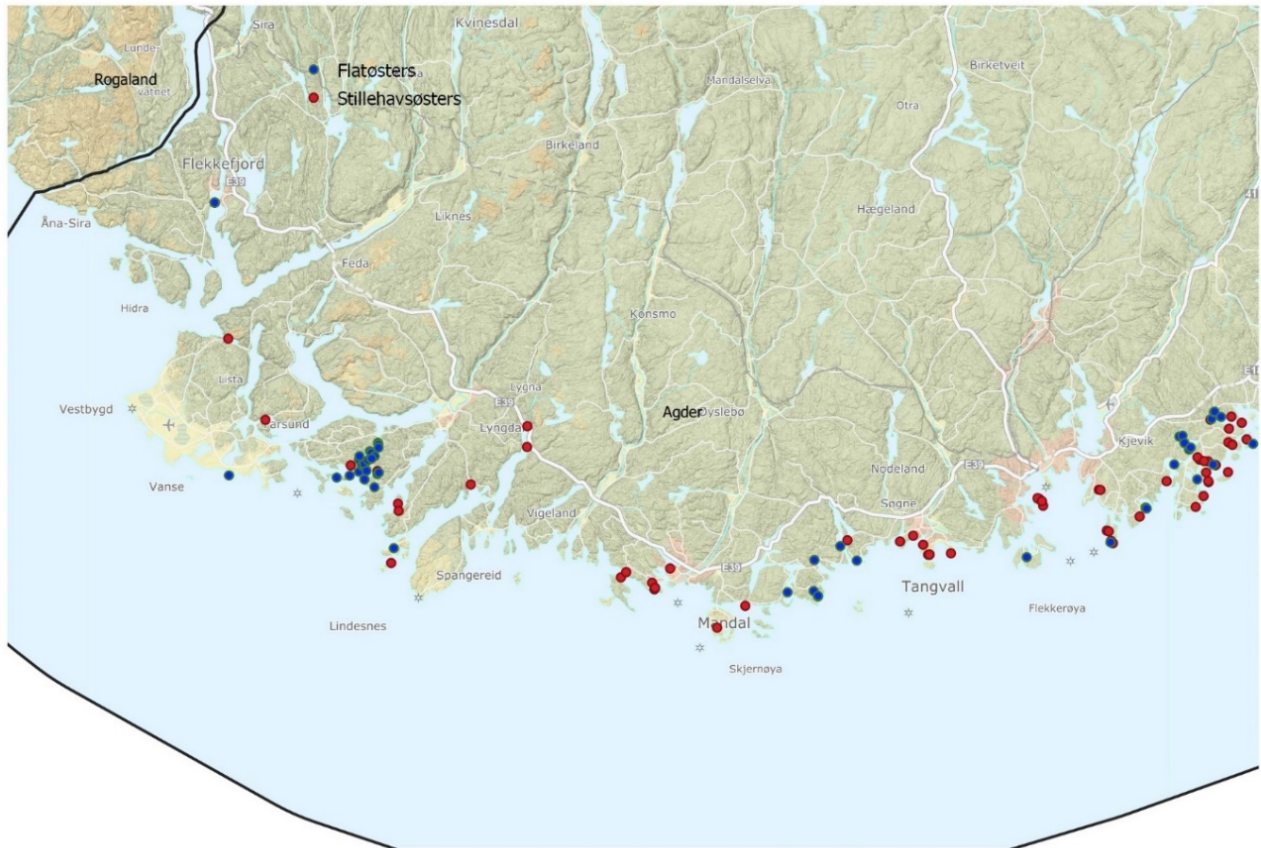 Sira
Kvinesdal
Lunde
Rogaland
vatnet
Flatøsters
Stillehavsøsters
Mandalselva
Birketveit
Otra
Birkeland
Flekkefjord
E39
Åna-Sira
Liknes
Hægeland
Feda
Hidra
Konsmo
Lista
Lygna
E39
Vestbygd
Farsund
Lyngdal
Agder
Øyslebø
Kjevik
Vanse
Nodeland
E39
Søgne
Vigeland
E39
Spangereid
Tangvall
Flekkerøya
Lindesnes
Mandal
Skjernøya